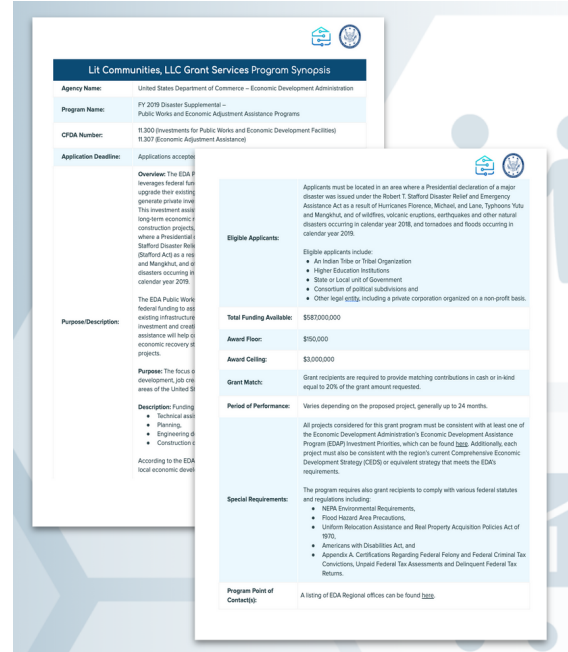 Lit Communities, LLC Grant Services Program Synopsis
Agency Name:
United States Department of Commerce – Economic Development Administration
Program Name:
FY 2019 Disaster Supplemental –
Public Works and Economic Adjustment Assistance Programs
CFDA Number:
11.300 (Investments for Public Works and Economic Development Facilities)
11.307 (Economic Adjustment Assistance)
Application Deadline:
Applications accepte
Purpose/Description:
Overview: The EDA P
leverages federal fun
upgrade their existing
generate private inve
This investment assis
long-term economic r
construction projects,
where a Presidential d
Stafford Disaster Relie
(Stafford Act) as a res
and Mangkhut, and o
disasters occurring in
calendar year 2019.
The EDA Public Work
federal funding to ass
existing infrastructure
investment and creati
assistance will help c
economic recovery st
projects.
Purpose: The focus o
development, job cre
areas of the United St
Description: Funding
● Technical assis
● Planning,
● Engineering d
● Construction o
According to the EDA
local economic devel
Eligible Applicants:
Applicants must be located in an area where a Presidential declaration of a major
disaster was issued under the Robert T. Stafford Disaster Relief and Emergency
Assistance Act as a result of Hurricanes Florence, Michael, and Lane, Typhoons Yutu
and Mangkhut, and of wildfires, volcanic eruptions, earthquakes and other natural
disasters occurring in calendar year 2018, and tornadoes and floods occurring in
calendar year 2019.
Eligible applicants include:
● An Indian Tribe or Tribal Organization
● Higher Education Institutions
● State or Local unit of Government
● Consortium of political subdivisions and
● Other legal entity, including a private corporation organized on a non-profit basis.
Total Funding Available:
$587,000,000
Award Floor:
$150,000
Award Ceiling:
$3,000,000
Grant Match:
Grant recipients are required to provide matching contributions in cash or in-kind
equal to 20% of the grant amount requested.
Period of Performance:
Varies depending on the proposed project, generally up to 24 months.
Special Requirements:
All projects considered for this grant program must be consistent with at least one of
the Economic Development Administration's Economic Development Assistance
Program (EDAP) Investment Priorities, which can be found here. Additionally, each
project must also be consistent with the region's current Comprehensive Economic
Development Strategy (CEDS) or equivalent strategy that meets the EDA's
requirements.
The program requires also grant recipients to comply with various federal statutes
and regulations including:
● NEPA Environmental Requirements,
● Flood Hazard Area Precautions,
● Uniform Relocation Assistance and Real Property Acquisition Policies Act of
1970,
● Americans with Disabilities Act, and
● Appendix A. Certifications Regarding Federal Felony and Federal Criminal Tax
Convictions, Unpaid Federal Tax Assessments and Delinquent Federal Tax
Returns.
Program Point of
Contact(s):
A listing of EDA Regional offices can be found here.